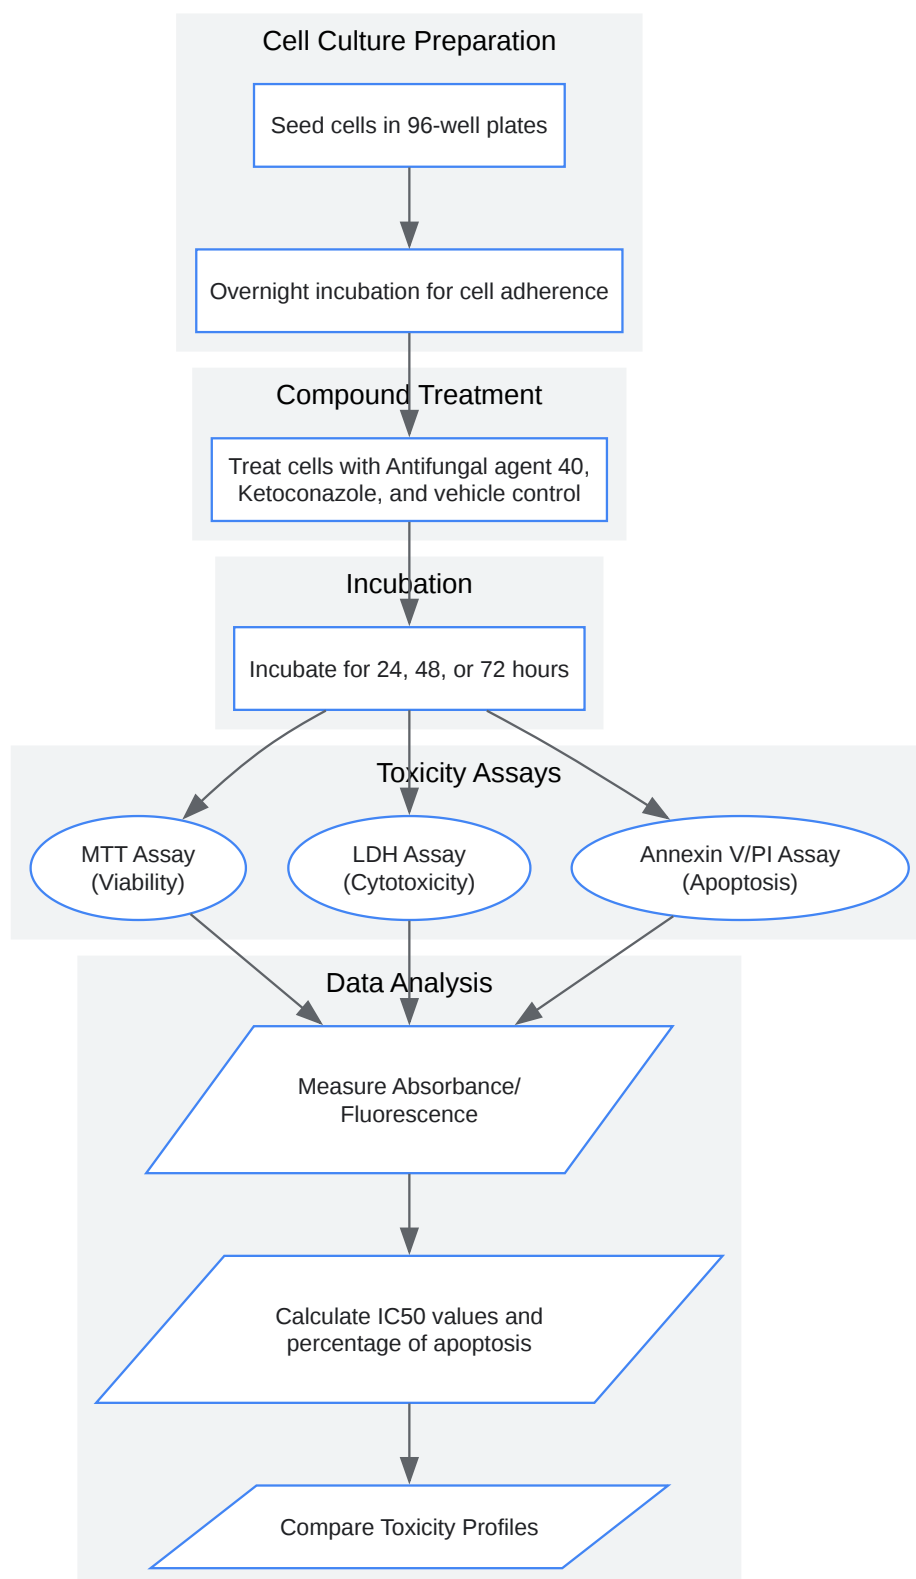 Cell Culture Preparation
Seed cells in 96-well plates
Overnight incubation for cell adherence
Compound Treatment
Treat cells with Antifungal agent 40,
Ketoconazole, and vehicle control
Incubation
Incubate for 24, 48, or 72 hours
Toxicity Assays
MTT Assay
(Viability)
LDH Assay
(Cytotoxicity)
Annexin V/PI Assay
(Apoptosis)
Data Analysis
Measure Absorbance/
Fluorescence
Calculate IC50 values and
percentage of apoptosis
Compare Toxicity Profiles